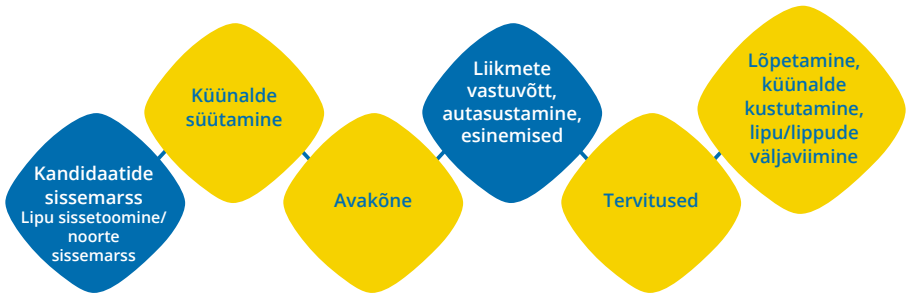 Kandidaatide
sissemarss
Lipu sissetoomine/
noorte
sissemarss
Küünalde
süütamine
Avakõne
Liikmete
vastuvõtt,
autasustamine,
esinemised
Tervitused
Lõpetamine,
küünalde
kustutamine,
lipu/lippude
väljaviimine